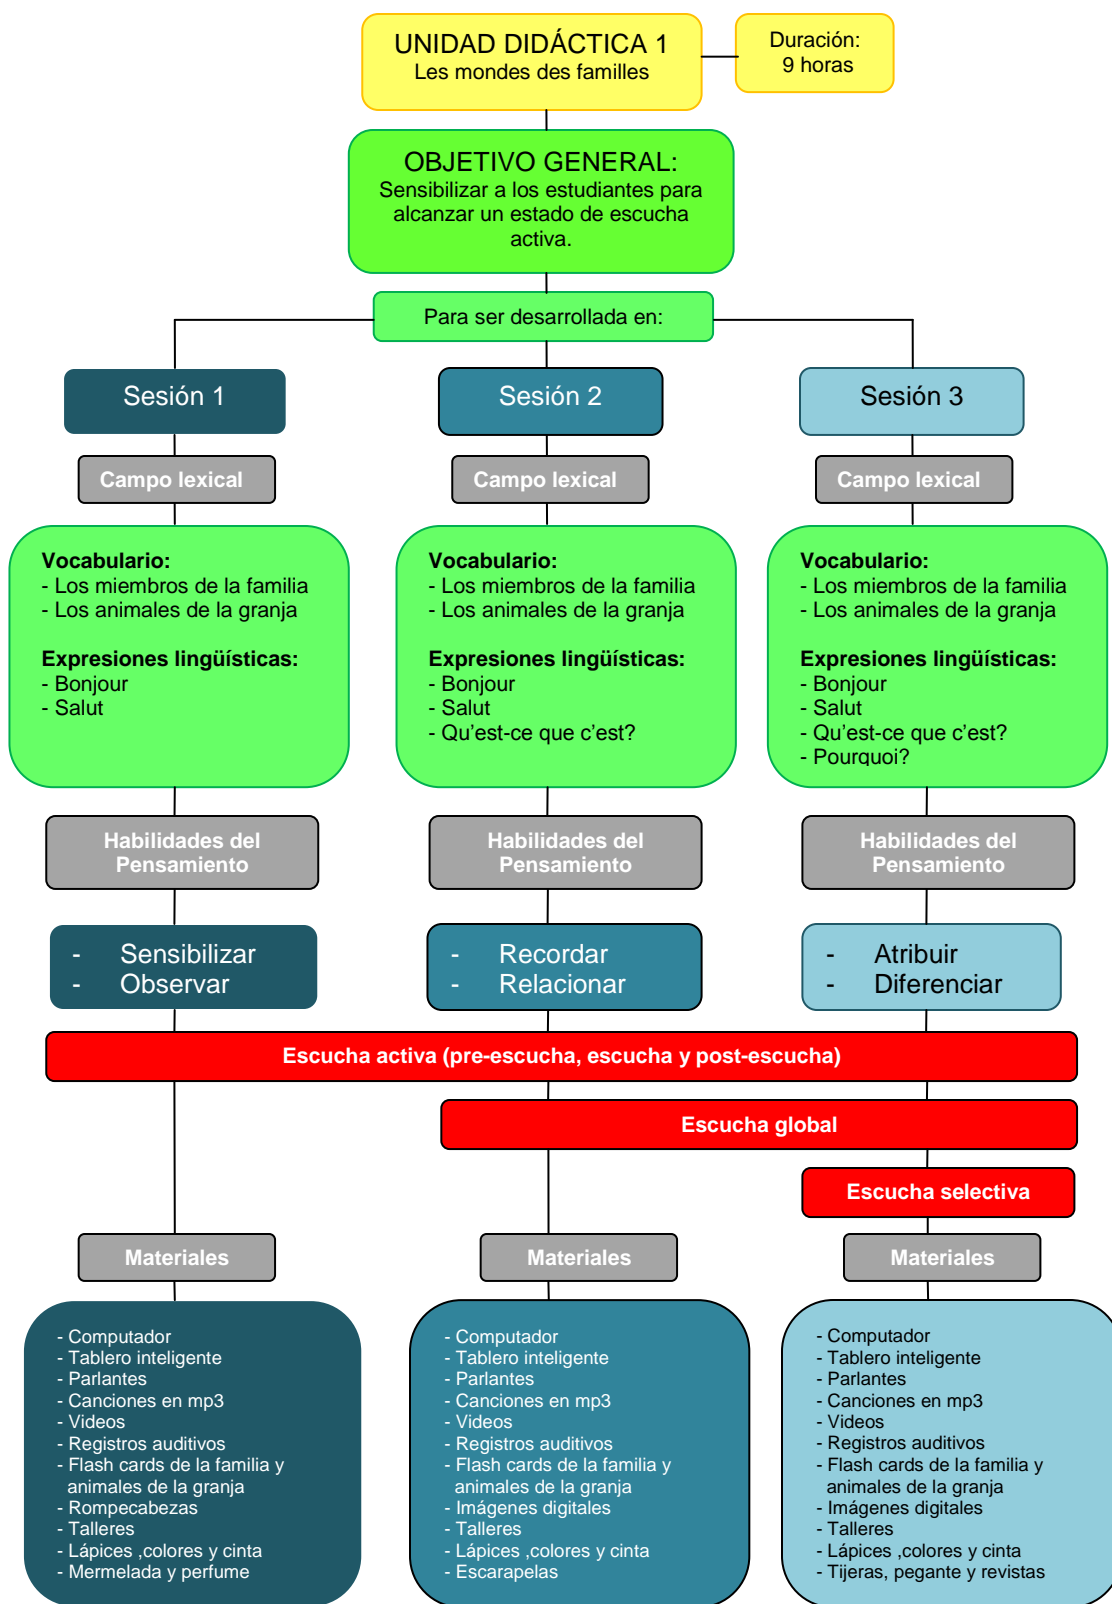 UNIDAD DIDÁCTICA 1
Les mondes des familles
Duración:
9 horas
OBJETIVO GENERAL:
Sensibilizar a los estudiantes para
alcanzar un estado de escucha
activa.
Para ser desarrollada en:
Sesión 1
Sesión 2
Sesión 3
Campo lexical
Campo lexical
Campo lexical
Vocabulario:
- Los miembros de la familia
- Los animales de la granja
Expresiones lingüísticas:
- Bonjour
- Salut
Vocabulario:
- Los miembros de la familia
- Los animales de la granja
Expresiones lingüísticas:
- Bonjour
- Salut
- Qu’est-ce que c’est?
Vocabulario:
- Los miembros de la familia
- Los animales de la granja
Expresiones lingüísticas:
- Bonjour
- Salut
- Qu’est-ce que c’est?
- Pourquoi?
Habilidades del
Pensamiento
Habilidades del
Pensamiento
Habilidades del
Pensamiento
- Sensibilizar
- Observar
- Recordar
- Relacionar
- Atribuir
- Diferenciar
Escucha activa (pre-escucha, escucha y post-escucha)
Escucha global
Escucha selectiva
Materiales
Materiales
Materiales
- Computador
- Tablero inteligente
- Parlantes
- Canciones en mp3
- Videos
- Registros auditivos
- Flash cards de la familia y
animales de la granja
- Rompecabezas
- Talleres
- Lápices ,colores y cinta
- Mermelada y perfume
- Computador
- Tablero inteligente
- Parlantes
- Canciones en mp3
- Videos
- Registros auditivos
- Flash cards de la familia y
animales de la granja
- Imágenes digitales
- Talleres
- Lápices ,colores y cinta
- Escarapelas
- Computador
- Tablero inteligente
- Parlantes
- Canciones en mp3
- Videos
- Registros auditivos
- Flash cards de la familia y
animales de la granja
- Imágenes digitales
- Talleres
- Lápices ,colores y cinta
- Tijeras, pegante y revistas